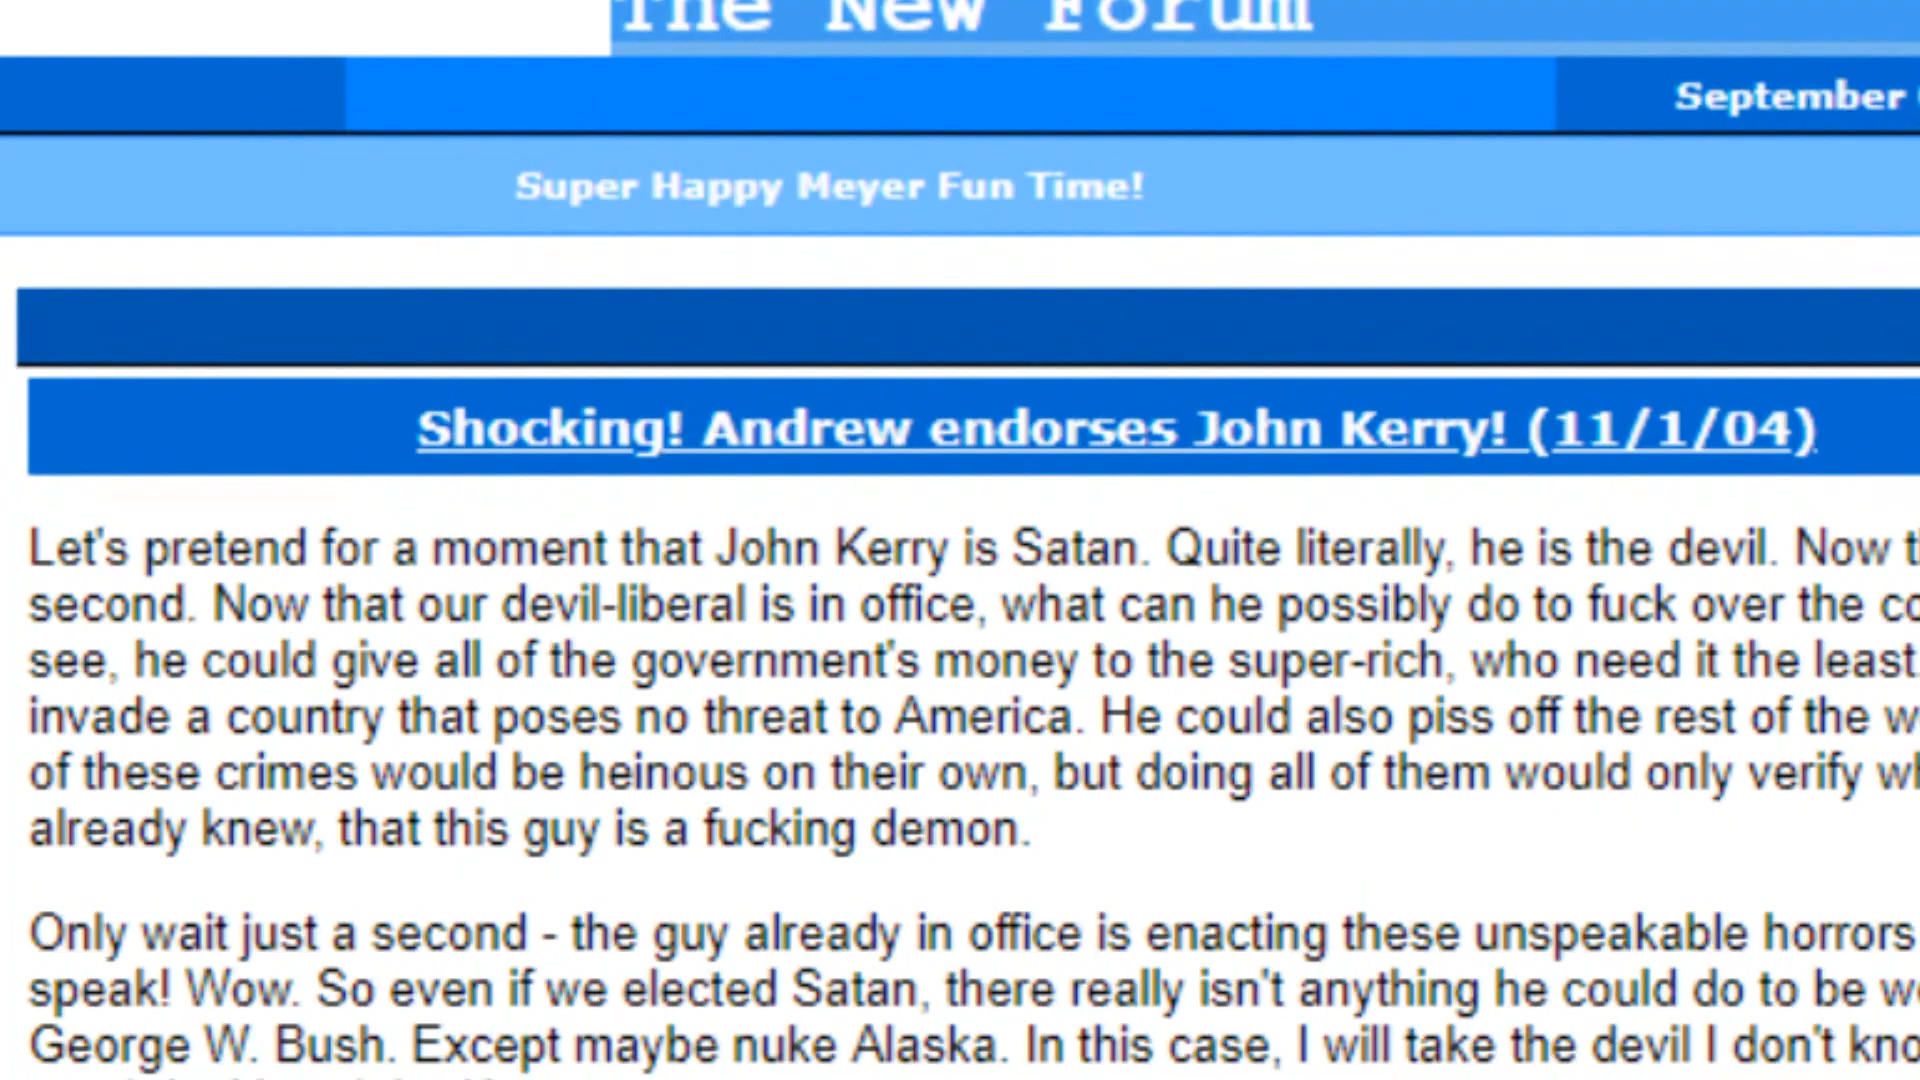 The New Forum
September
Super Happy Meyer Fun Time!
Shocking! Andrew endorses John Kerry! (11/1/04)
Let's pretend for a moment that John Kerry is Satan. Quite literally, he is the devil. Now
second. Now that our devil-liberal is in office, what can he possibly do to fuck over the
see, he could give all of the government's money to the super-rich, who need it the least.
invade a country that poses no threat to America. He could also piss off the rest of the
of these crimes would be heinous on their own, but doing all of them would only verify
already knew, that this guy is a fucking demon.
Only wait just a second - the guy already in office is enacting these unspeakable horrors
speak! Wow. So even if we elected Satan, there really isn't anything he could do to be
George W. Bush. Except maybe nuke Alaska. In this case, I will take the devil I don't